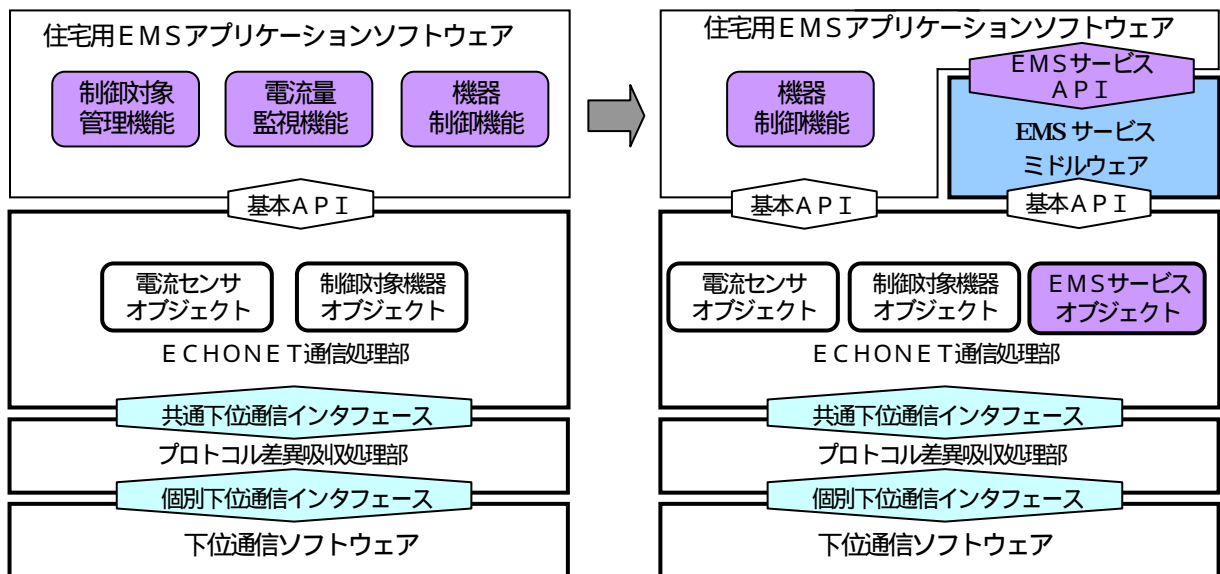 住宅用ＥＭＳアプリケーションソフトウェア
制御対象
管理機能
電流量
監視機能
機器
制御機能
基本ＡＰＩ
電流センサ
オブジェクト
制御対象機器
オブジェクト
ＥＣＨＯＮＥＴ通信処理部
共通下位通信インタフェース
プロトコル差異吸収処理部
個別下位通信インタフェース
下位通信ソフトウェア
住宅用ＥＭＳアプリケーションソフトウェア
機器
制御機能
ＥＭＳサービス
ＡＰＩ
EMS サービス
ミドルウェア
基本ＡＰＩ
基本ＡＰＩ
電流センサ
オブジェクト
制御対象機器
オブジェクト
ＥＭＳサービス
オブジェクト
ＥＣＨＯＮＥＴ通信処理部
共通下位通信インタフェース
プロトコル差異吸収処理部
個別下位通信インタフェース
下位通信ソフトウェア